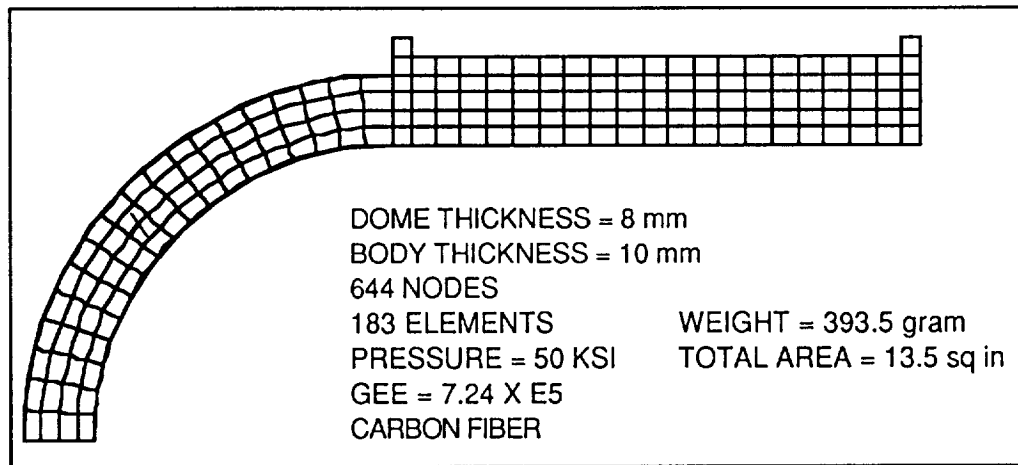 DOME THICKNESS = 8 mm
BODY THICKNESS = 10 mm
644 NODES
183 ELEMENTS
WEIGHT = 393.5 gram
PRESSURE = 50 KSI
TOTAL AREA = 13.5 sq in
GEE = 7.24 X E5
CARBON FIBER